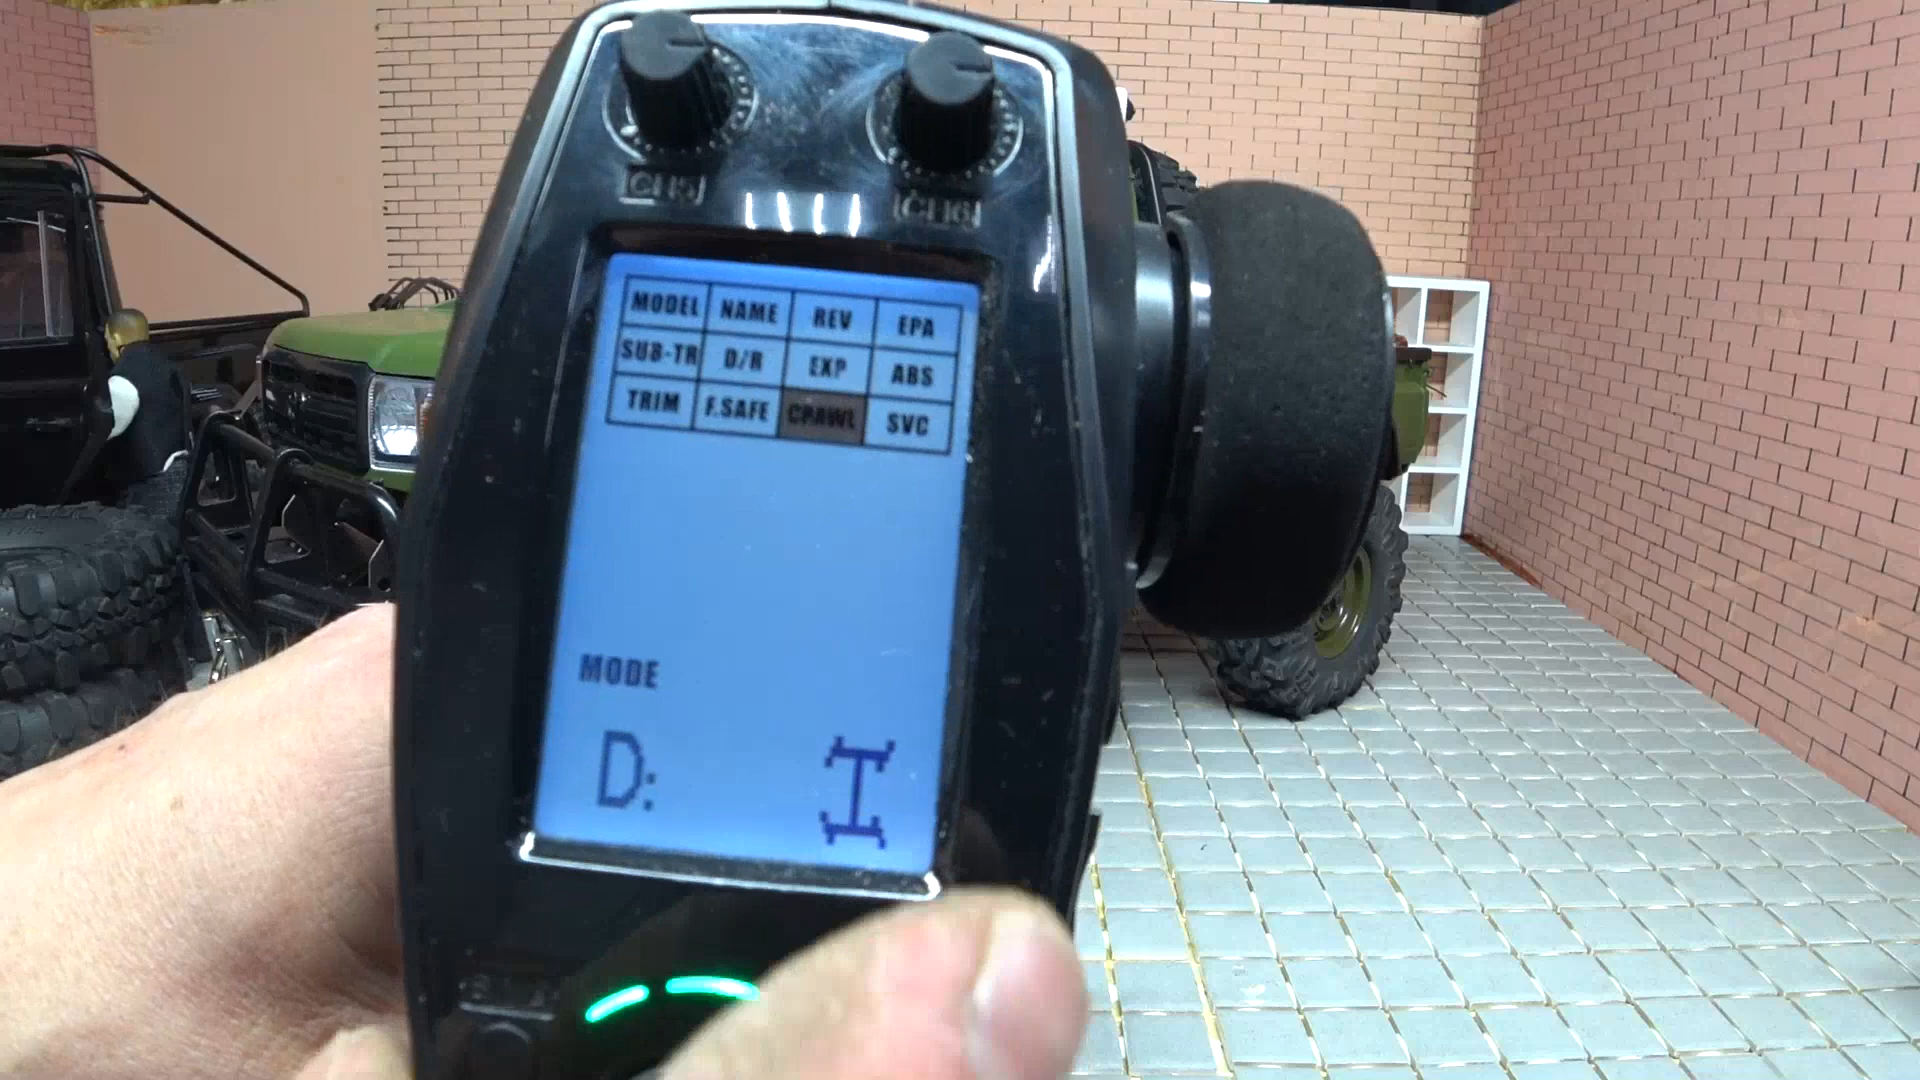 CH5
CH6
MODEL NAME REV EPA
SUB-TR D/R EXP ABS
TRIM F.SAFE CRAWL SVC
MODE
D: